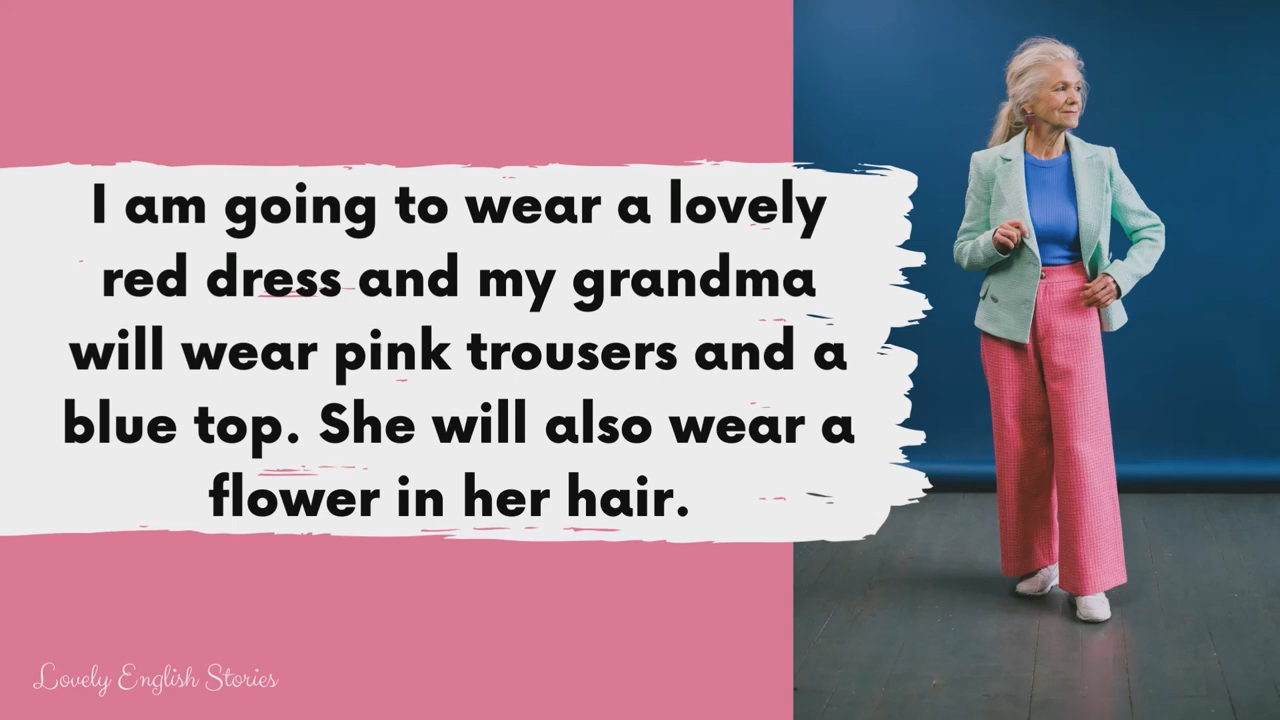 I am going to wear a lovely
red dress and my grandma
will wear pink trousers and a
blue top. She will also wear a
flower in her hair.
Lovely English Stories